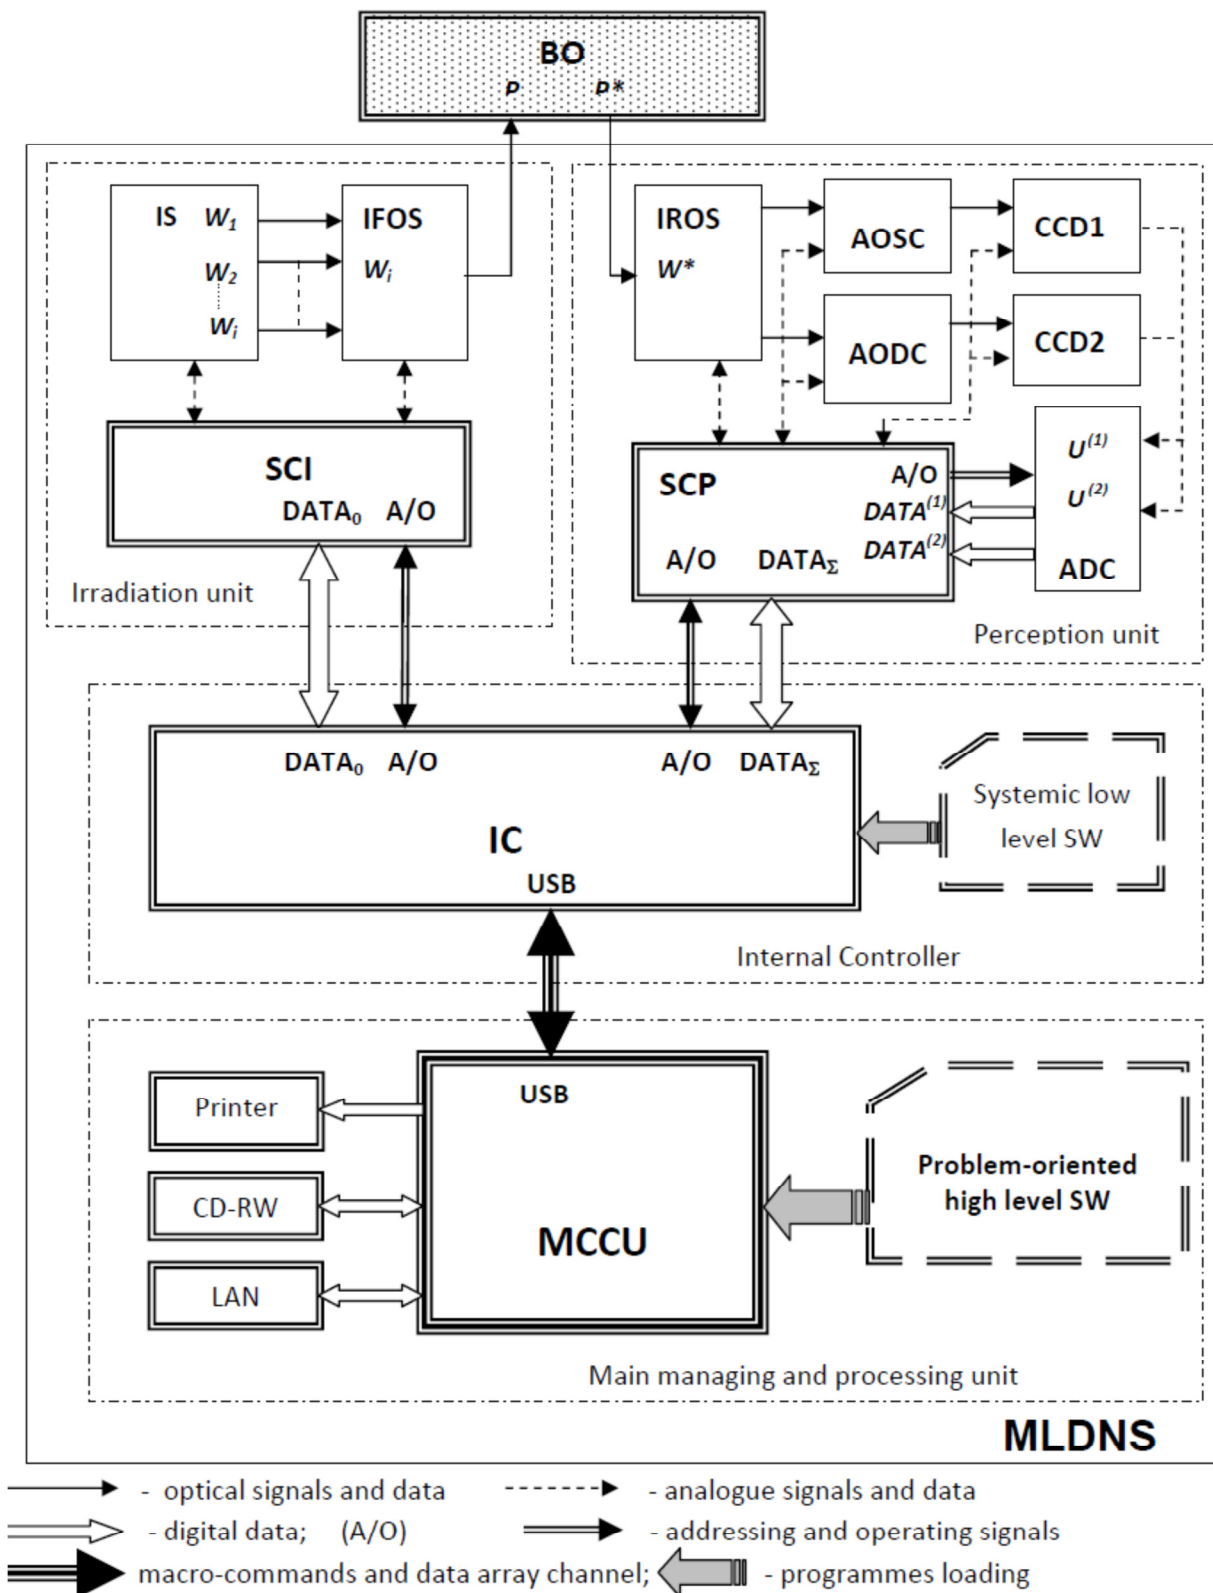 BO
P P*
IS W1
W2
Wi
IFOS
Wi
IROS
W*
AOSC
AODC
CCD1
CCD2
SCI
DATA0 A/O
Irradiation unit
SCP
A/O
DATA(1)
DATA(2)
A/O DATAΣ
U(1)
U(2)
ADC
Perception unit
DATA0 A/O
A/O DATAΣ
IC
USB
Systemic low
level SW
Internal Controller
USB
MCCU
Printer
CD-RW
LAN
Problem-oriented
high level SW
Main managing and processing unit
MLDNS
- optical signals and data - analogue signals and data
- digital data; (A/O) - addressing and operating signals
macro-commands and data array channel; - programmes loading